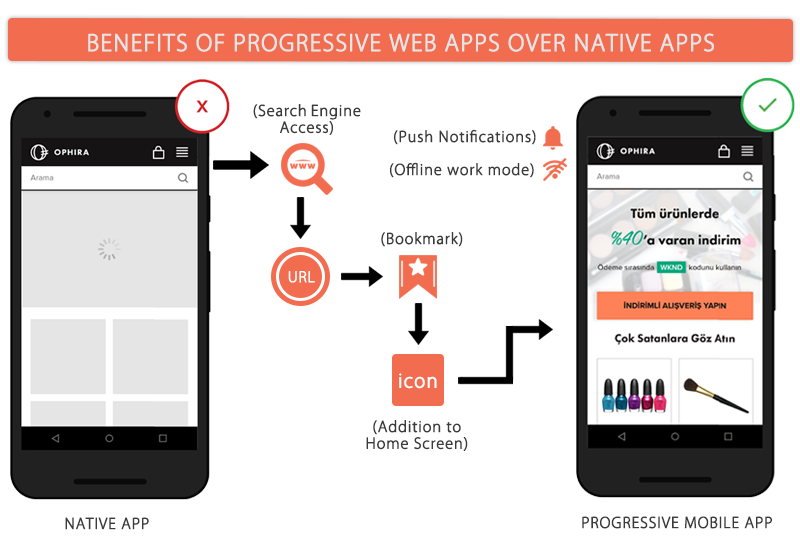 BENEFITS OF PROGRESSIVE WEB APPS OVER NATIVE APPS
X
OPHIRA
Arama
NATIVE APP
(Search Engine
Access)
www
URL
(Bookmark)
icon
(Addition to
Home Screen)
(Push Notifications)
(Offline work mode)
OPHIRA
Arama
Tüm ürünlerde
%40'a varan indirim
Ödeme sırasında WKND kodunu kullanın
İNDİRİMLİ ALIŞVERİŞ YAPIN
Çok Satanlara Göz Atın
PROGRESSIVE MOBILE APP